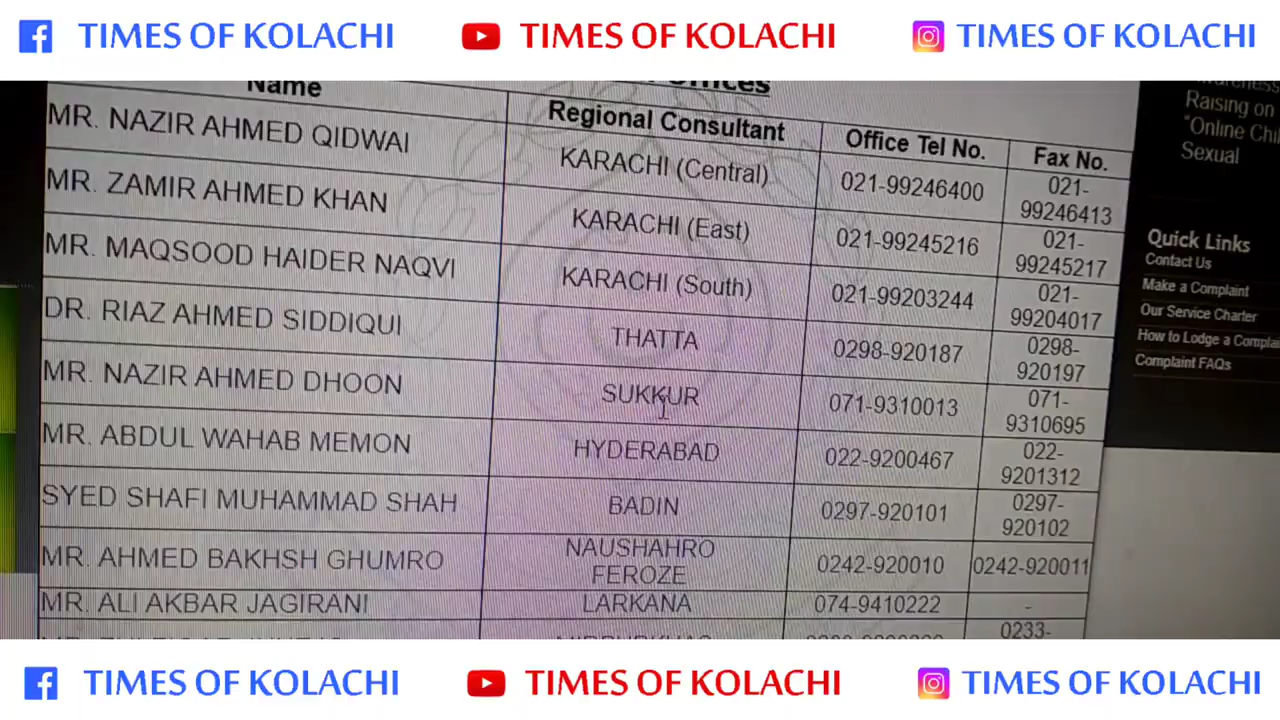 TIMES OF KOLACHI TIMES OF KOLACHI TIMES OF KOLACHI
Offices
Name Regional Consultant Office Tel No. Fax No.
MR. NAZIR AHMED QIDWAI KARACHI (Central) 021-99246400 021-
99246413
MR. ZAMIR AHMED KHAN KARACHI (East) 021-99245216 021-
99245217
MR. MAQSOOD HAIDER NAQVI KARACHI (South) 021-99203244 021-
99204017
DR. RIAZ AHMED SIDDIQUI THATTA 0298-920187 0298-
920197
MR. NAZIR AHMED DHOON SUKKUR 071-9310013 071-
9310695
MR. ABDUL WAHAB MEMON HYDERABAD 022-9200467 022-
9201312
SYED SHAFI MUHAMMAD SHAH BADIN 0297-920101 0297-
920102
MR. AHMED BAKHSH GHUMRO NAUSHAHRO
FEROZE 0242-920010 0242-920011
MR. ALI AKBAR JAGIRANI LARKANA 074-9410222 -
0233-
Raising on
"Online Chi
Sexual
Quick Links
Contact Us
Make a Complaint
Our Service Charter
How to Lodge a Complai
Complaint FAQs
TIMES OF KOLACHI TIMES OF KOLACHI TIMES OF KOLACHI